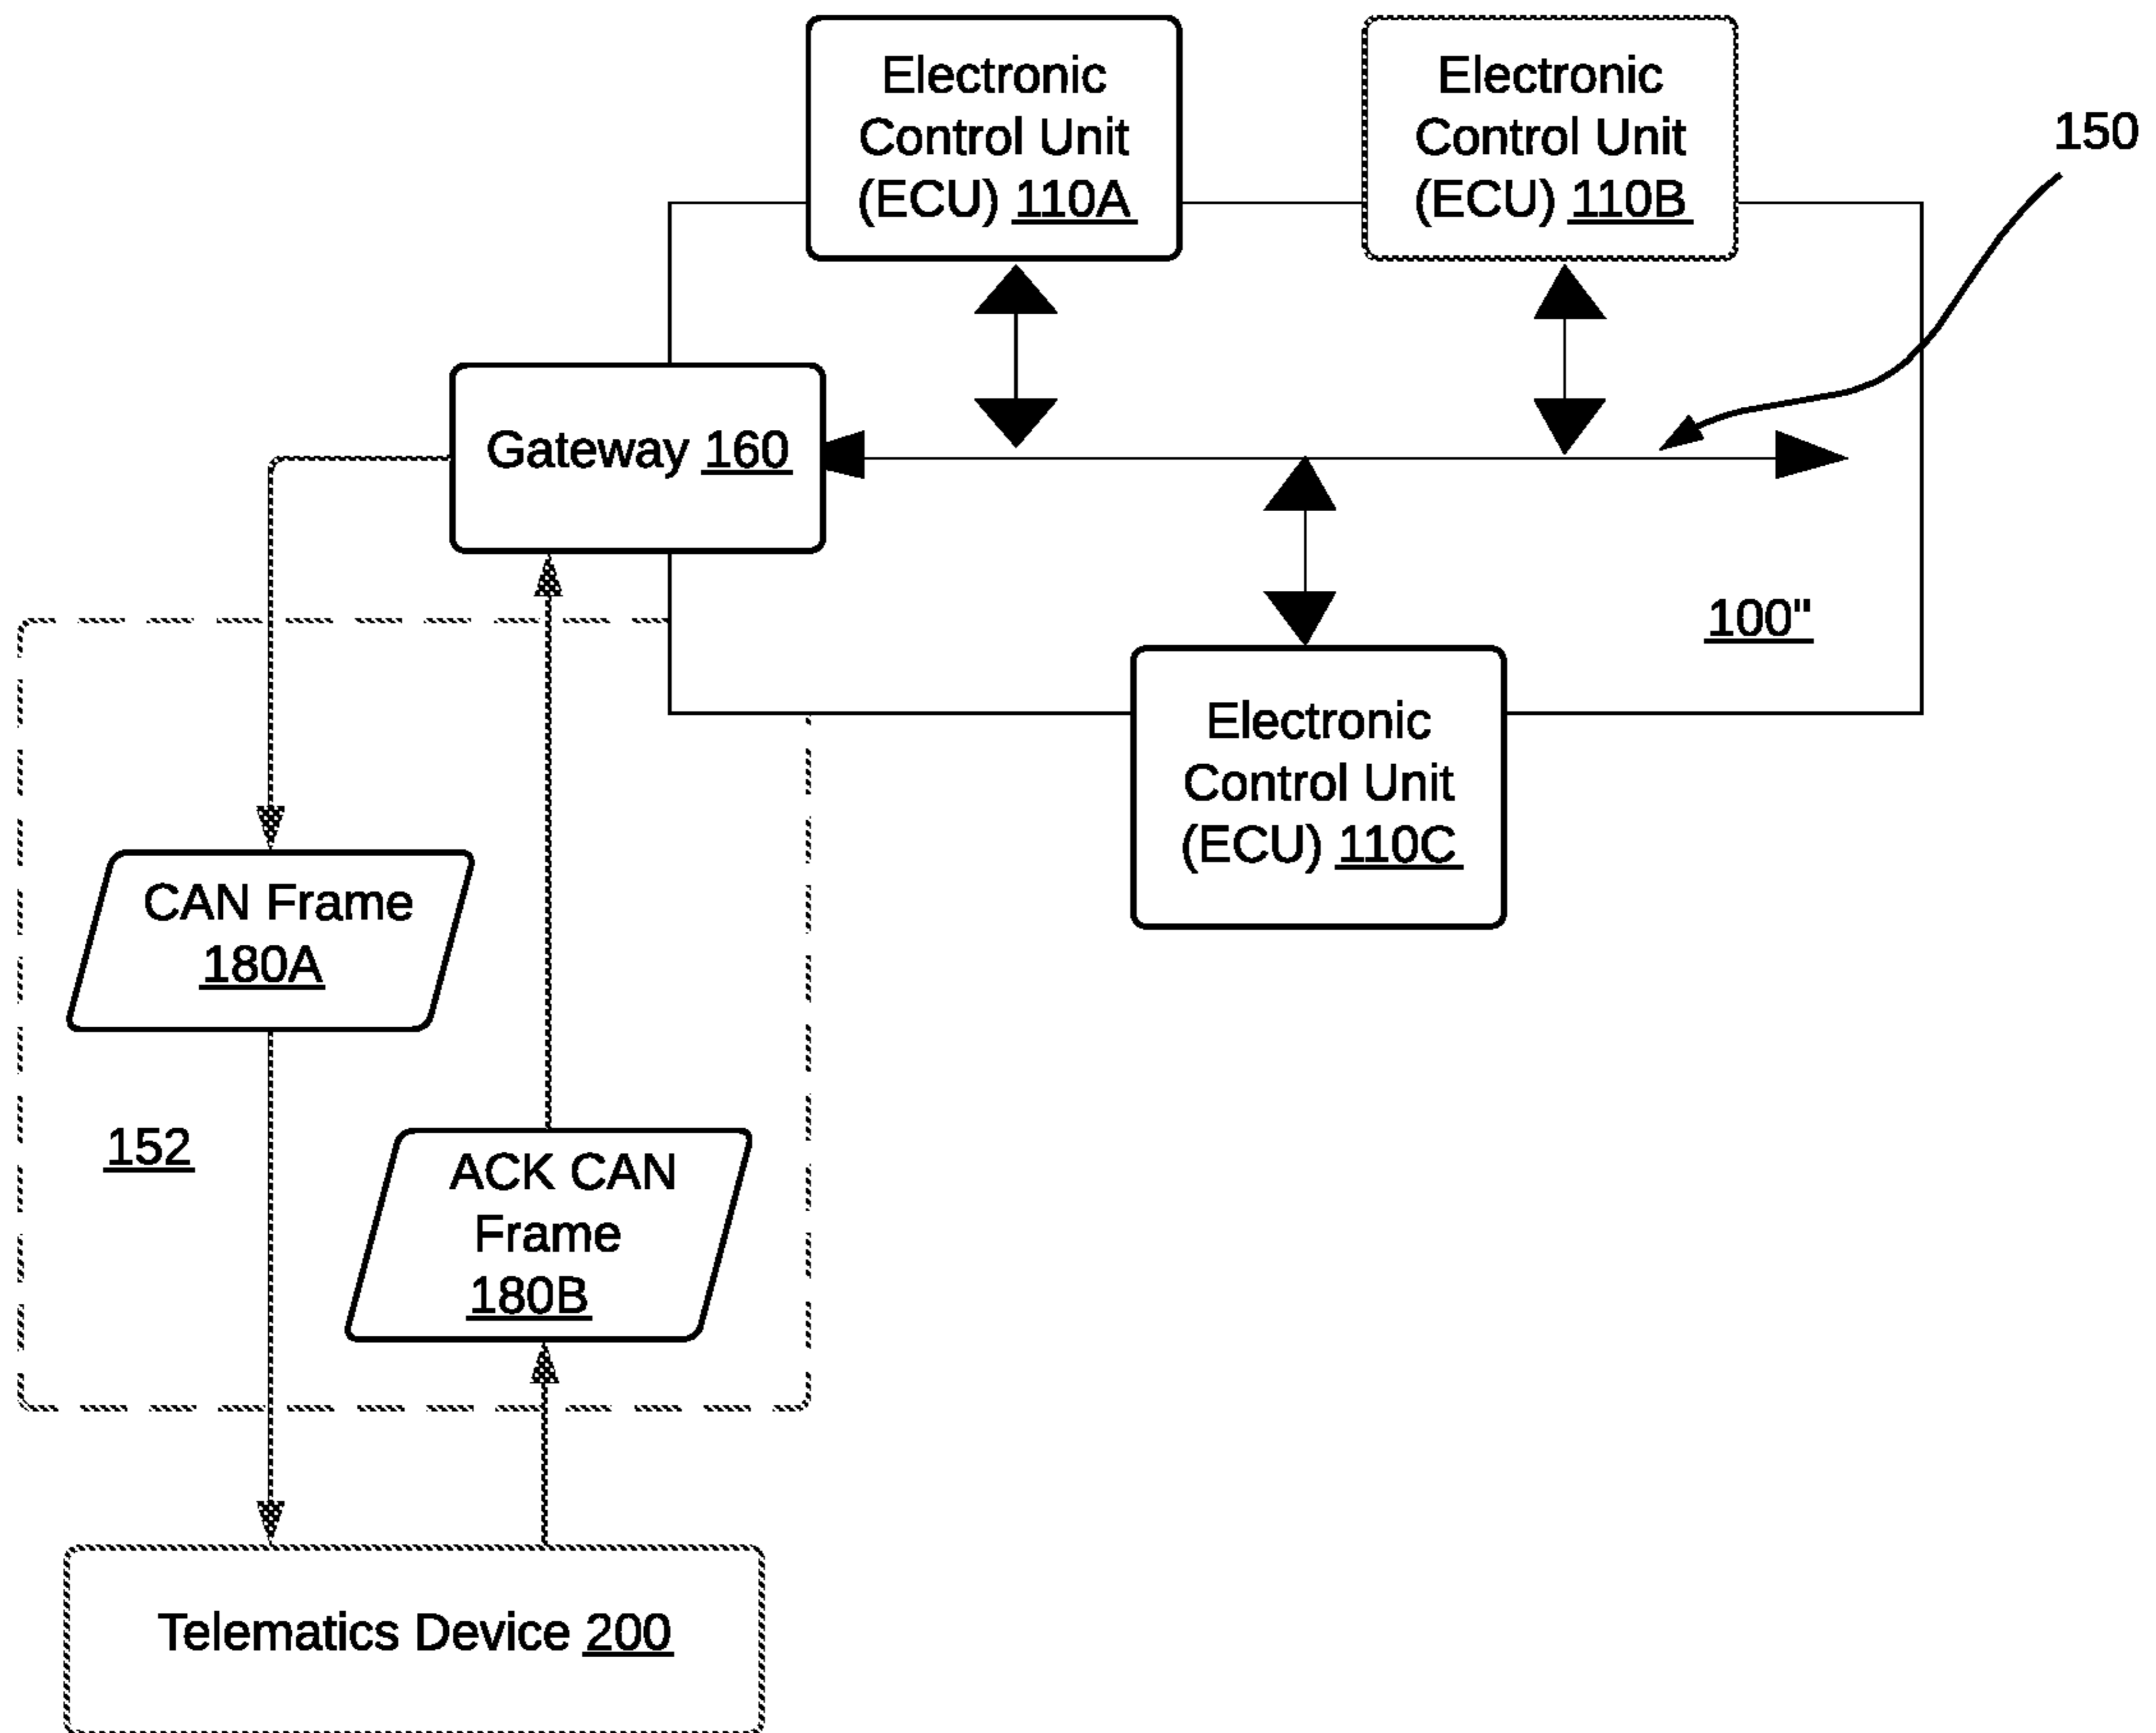 Electronic
Control Unit
(ECU) 110A
Electronic
Control Unit
(ECU) 110B
150
Gateway 160
100"
Electronic
Control Unit
(ECU) 110C
CAN Frame
180A
152
ACK CAN
Frame
180B
Telematics Device 200